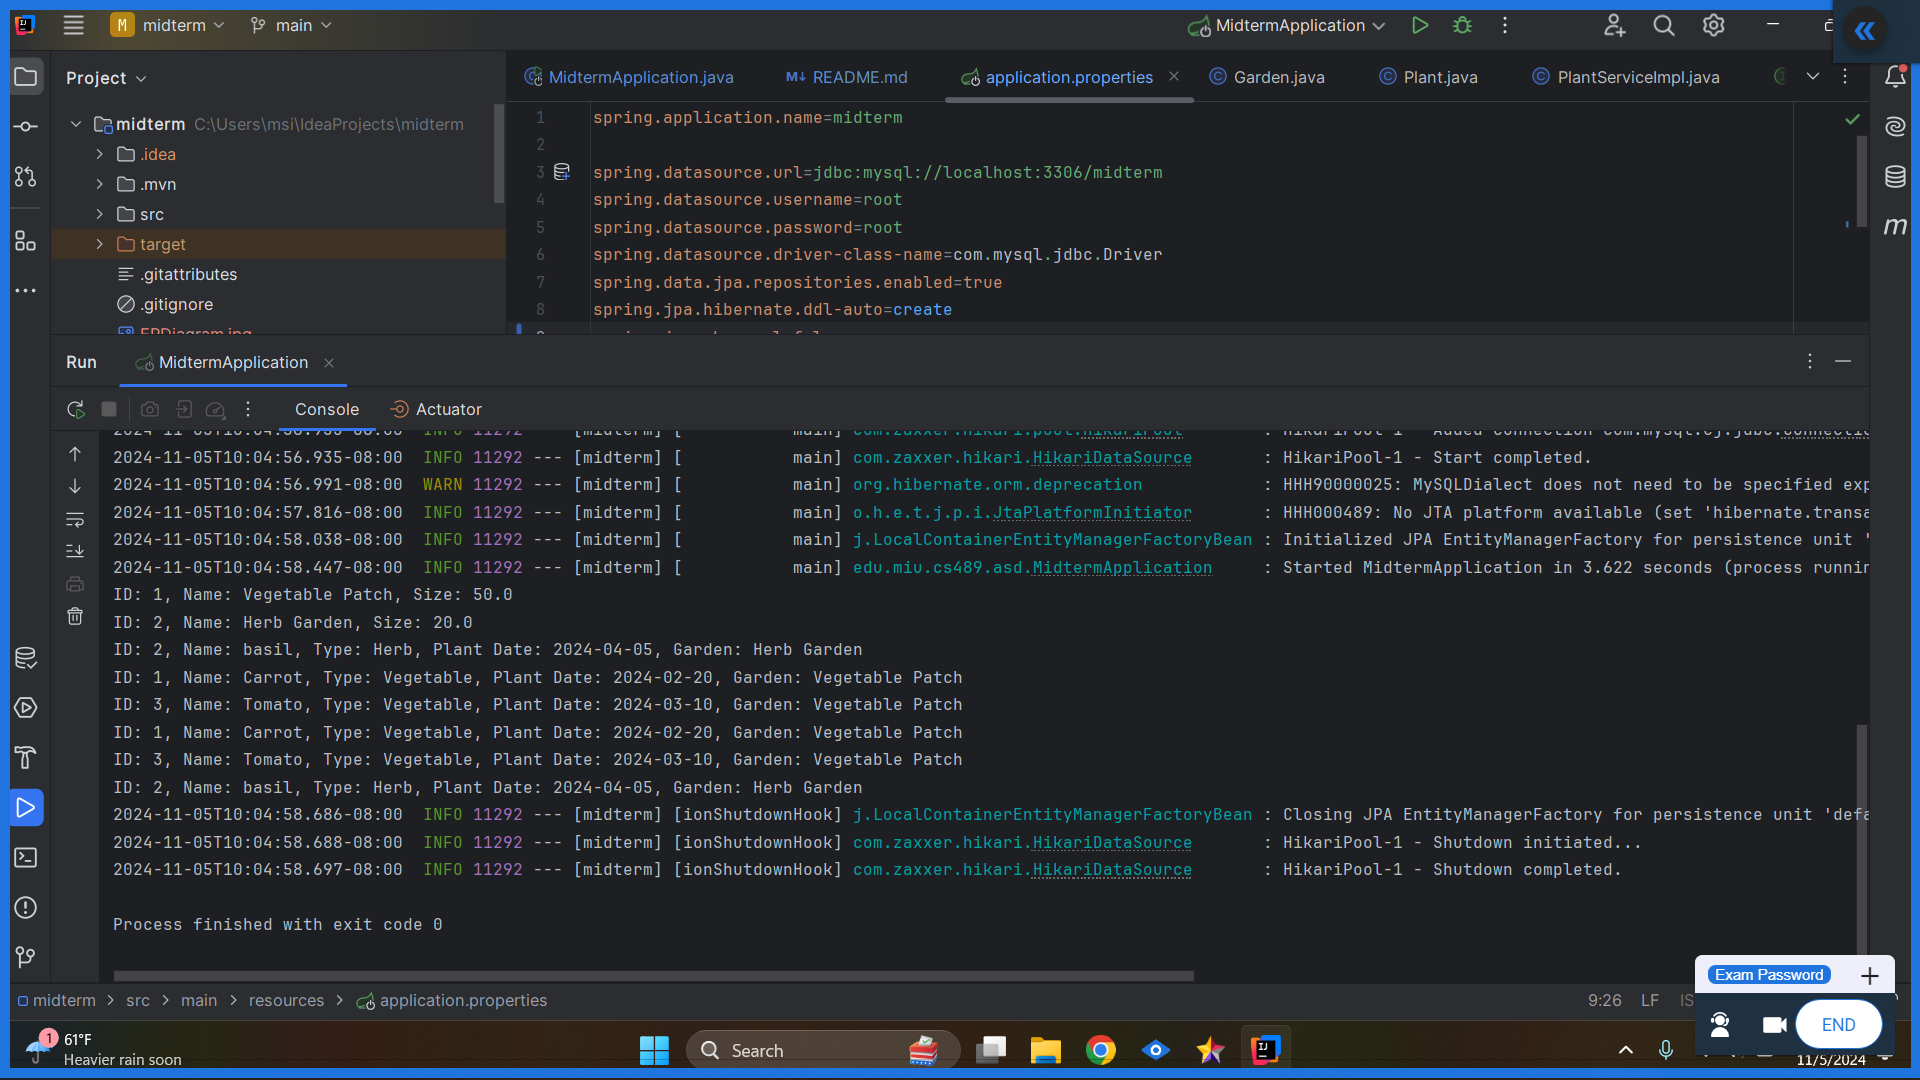 M midterm main MidtermApplication
Project
MidtermApplication.java README.md application.properties Garden.java Plant.java PlantServiceImpl.java
midterm C:\Users\msi\IdeaProjects\midterm
.idea
.mvn
src
target
.gitattributes
.gitignore
ERDiagram.jpg
1 spring.application.name=midterm
2
3 spring.datasource.url=jdbc:mysql://localhost:3306/midterm
4 spring.datasource.username=root
5 spring.datasource.password=root
6 spring.datasource.driver-class-name=com.mysql.jdbc.Driver
7 spring.data.jpa.repositories.enabled=true
8 spring.jpa.hibernate.ddl-auto=create
Run MidtermApplication
Console Actuator
2024-11-05T10:04:56.935-08:00 INFO 11292 --- [midterm] [ main] com.zaxxer.hikari.HikariDataSource : HikariPool-1 - Start completed.
2024-11-05T10:04:56.991-08:00 WARN 11292 --- [midterm] [ main] org.hibernate.orm.deprecation : HHH90000025: MySQLDialect does not need to be specified exp
2024-11-05T10:04:57.816-08:00 INFO 11292 --- [midterm] [ main] o.h.e.t.j.p.i.JtaPlatformInitiator : HHH000489: No JTA platform available (set 'hibernate.transa
2024-11-05T10:04:58.038-08:00 INFO 11292 --- [midterm] [ main] j.LocalContainerEntityManagerFactoryBean : Initialized JPA EntityManagerFactory for persistence unit '
2024-11-05T10:04:58.447-08:00 INFO 11292 --- [midterm] [ main] edu.miu.cs489.asd.MidtermApplication : Started MidtermApplication in 3.622 seconds (process runnin
ID: 1, Name: Vegetable Patch, Size: 50.0
ID: 2, Name: Herb Garden, Size: 20.0
ID: 2, Name: basil, Type: Herb, Plant Date: 2024-04-05, Garden: Herb Garden
ID: 1, Name: Carrot, Type: Vegetable, Plant Date: 2024-02-20, Garden: Vegetable Patch
ID: 3, Name: Tomato, Type: Vegetable, Plant Date: 2024-03-10, Garden: Vegetable Patch
ID: 1, Name: Carrot, Type: Vegetable, Plant Date: 2024-02-20, Garden: Vegetable Patch
ID: 3, Name: Tomato, Type: Vegetable, Plant Date: 2024-03-10, Garden: Vegetable Patch
ID: 2, Name: basil, Type: Herb, Plant Date: 2024-04-05, Garden: Herb Garden
2024-11-05T10:04:58.686-08:00 INFO 11292 --- [midterm] [ionShutdownHook] j.LocalContainerEntityManagerFactoryBean : Closing JPA EntityManagerFactory for persistence unit 'defa
2024-11-05T10:04:58.688-08:00 INFO 11292 --- [midterm] [ionShutdownHook] com.zaxxer.hikari.HikariDataSource : HikariPool-1 - Shutdown initiated...
2024-11-05T10:04:58.697-08:00 INFO 11292 --- [midterm] [ionShutdownHook] com.zaxxer.hikari.HikariDataSource : HikariPool-1 - Shutdown completed.
Process finished with exit code 0
Exam Password +
midterm > src > main > resources > application.properties 9:26 LF IS
END
1 61°F
Heavier rain soon
Search
11/5/2024